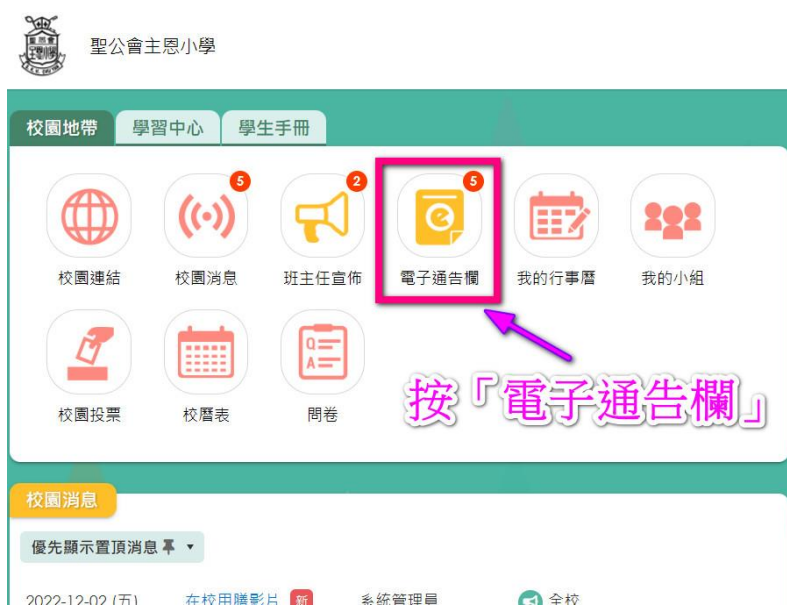 聖公會主恩小學
校園地帶 學習中心 學生手冊
5 2 5
校園連結 校園消息 班主任宣佈 電子通告欄 我的行事曆 我的小組
Q
A
校園投票 校曆表 問卷
按「電子通告欄」
校園消息
優先顯示置頂消息
2022-12-02 (五) 在校用膳影片 新 系統管理員 全校